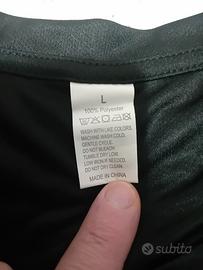 L
100% Polyester
WASH WITH LIKE COLORS.
MACHINE WASH COLD.
GENTLE CYCLE.
DO NOT BLEACH
TUMBLE DRY LOW
LOW IRON IF NEEDED.
DO NOT DRY CLEAN.
MADE IN CHINA
subito